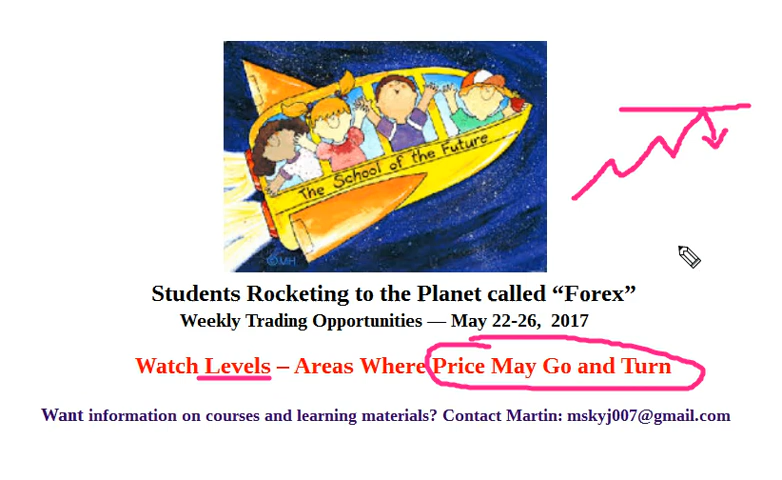 The School of the Future
© MH
Students Rocketing to the Planet called “Forex”
Weekly Trading Opportunities — May 22-26, 2017
Watch Levels – Areas Where Price May Go and Turn
Want information on courses and learning materials? Contact Martin: mskyj007@gmail.com